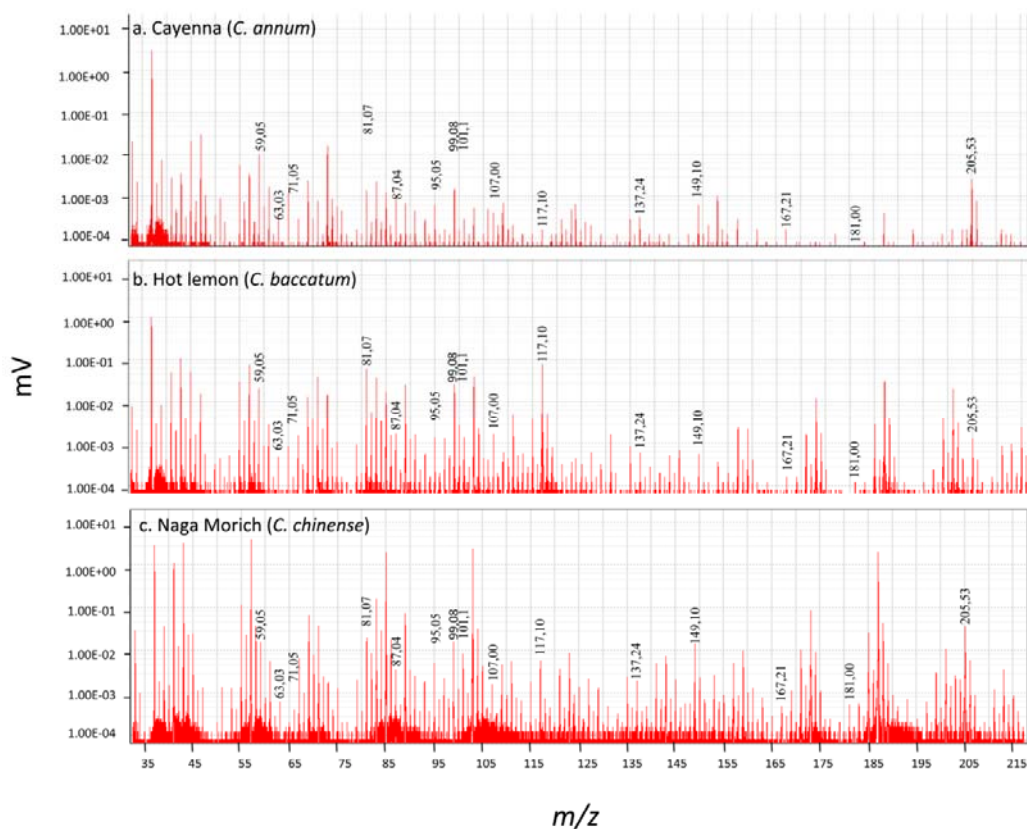 mV
a. Cayenna (C. annum)
1.00E+01
1.00E+00
1.00E-01
1.00E-02
1.00E-03
1.00E-04
59,05
63,03
71,05
81,07
87,04
95,05
99,08
101,1
107,00
117,10
137,24
149,10
167,21
181,00
205,53
b. Hot lemon (C. baccatum)
1.00E+01
1.00E+00
1.00E-01
1.00E-02
1.00E-03
1.00E-04
59,05
63,03
71,05
81,07
87,04
95,05
99,08
101,1
107,00
117,10
137,24
149,10
167,21
181,00
205,53
c. Naga Morich (C. chinense)
1.00E+01
1.00E+00
1.00E-01
1.00E-02
1.00E-03
1.00E-04
59,05
63,03
71,05
81,07
87,04
95,05
99,08
101,1
107,00
117,10
137,24
149,10
167,21
181,00
205,53
35 45 55 65 75 85 95 105 115 125 135 145 155 165 175 185 195 205 215
m/z